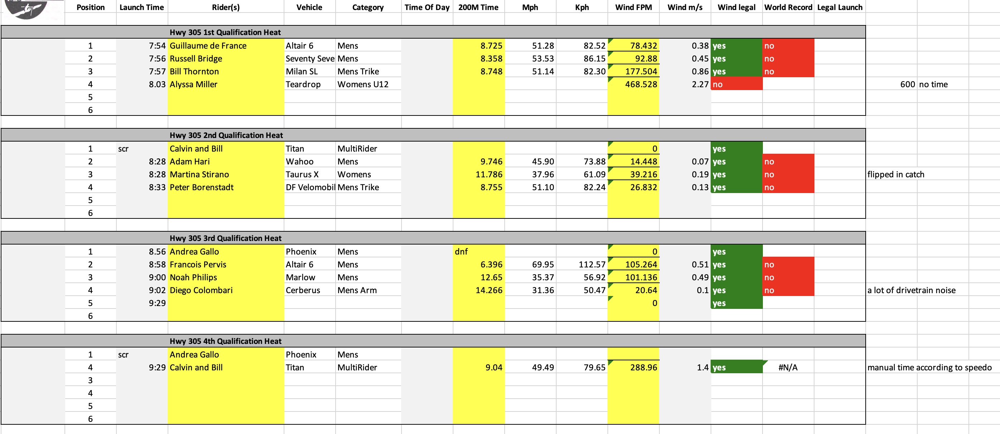 Position Launch Time Rider(s) Vehicle Category Time Of Day 200M Time Mph Kph Wind FPM Wind m/s Wind legal World Record Legal Launch
Hwy 305 1st Qualification Heat
1 7:54 Guillaume de France Altair 6 Mens 8.725 51.28 82.52 78.432 0.38 yes no
2 7:56 Russell Bridge Seventy Seve Mens 8.358 53.53 86.15 92.88 0.45 yes no
3 7:57 Bill Thornton Milan SL Mens Trike 8.748 51.14 82.30 177.504 0.86 yes no
4 8.03 Alyssa Miller Teardrop Womens U12 468.528 2.27 no 600 no time
5
6
Hwy 305 2nd Qualification Heat
1 scr Calvin and Bill Titan MultiRider 0 yes
2 8:28 Adam Hari Wahoo Mens 9.746 45.90 73.88 14.448 0.07 yes no
3 8:28 Martina Stirano Taurus X Womens 11.786 37.96 61.09 39.216 0.19 yes no flipped in catch
4 8:33 Peter Borenstadt DF Velomobil Mens Trike 8.755 51.10 82.24 26.832 0.13 yes no
5
6
Hwy 305 3rd Qualification Heat
1 8.56 Andrea Gallo Phoenix Mens dnf 0 yes
2 8:58 Francois Pervis Altair 6 Mens 6.396 69.95 112.57 105.264 0.51 yes no
3 9:00 Noah Philips Marlow Mens 12.65 35.37 56.92 101.136 0.49 yes no
4 9:02 Diego Colombari Cerberus Mens Arm 14.266 31.36 50.47 20.64 0.1 yes no a lot of drivetrain noise
5 9:29 0 yes
6
Hwy 305 4th Qualification Heat
1 scr Andrea Gallo Phoenix Mens
4 9:29 Calvin and Bill Titan MultiRider 9.04 49.49 79.65 288.96 1.4 yes #N/A manual time according to speedo
3
4
5
6